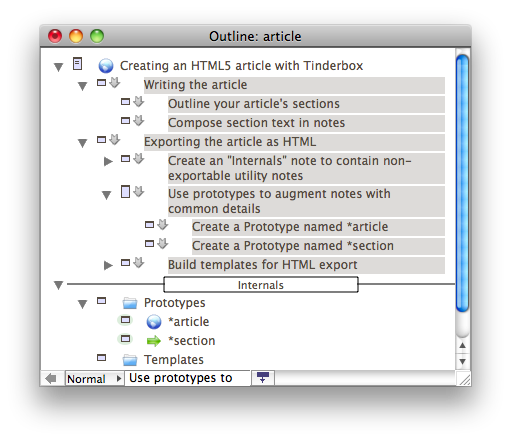 Outline: article
Creating an HTML5 article with Tinderbox
Writing the article
Outline your article's sections
Compose section text in notes
Exporting the article as HTML
Create an "Internals" note to contain non-
exportable utility notes
Use prototypes to augment notes with
common details
Create a Prototype named *article
Create a Prototype named *section
Build templates for HTML export
Internals
Prototypes
*article
*section
Templates
Normal Use prototypes to